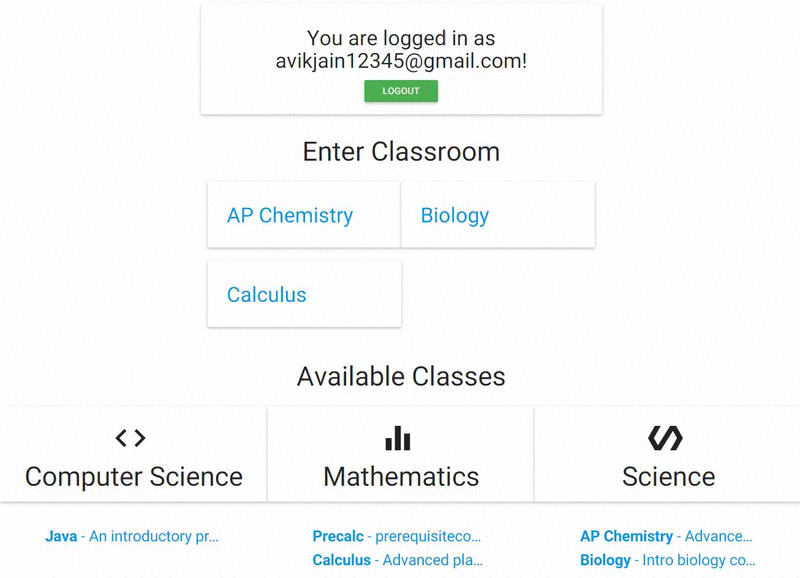 You are logged in as
avikjain12345@gmail.com!
LOGOUT
Enter Classroom
AP Chemistry
Biology
Calculus
Available Classes
Computer Science
Mathematics
Science
Java - An introductory pr...
Precalc - prerequisiteco...
Calculus - Advanced pla...
AP Chemistry - Advance...
Biology - Intro biology co...